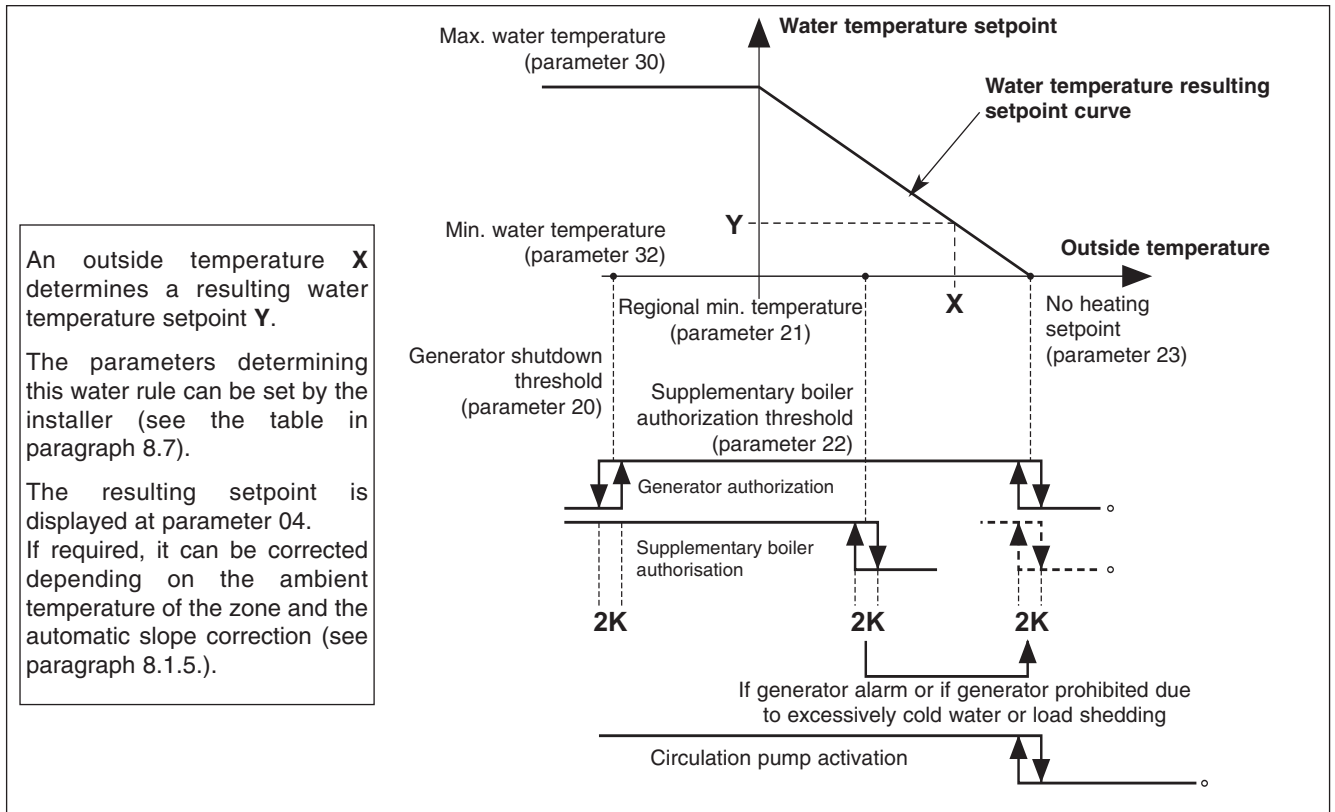 Max. water temperature
(parameter 30)
Water temperature setpoint
Water temperature resulting
setpoint curve
Y
Min. water temperature
(parameter 32)
Outside temperature
Regional min. temperature
(parameter 21)
X
No heating
setpoint
(parameter 23)
Generator shutdown
threshold
(parameter 20)
Supplementary boiler
authorization threshold
(parameter 22)
Generator authorization
Supplementary boiler
authorisation
2K
2K
2K
If generator alarm or if generator prohibited due
to excessively cold water or load shedding
Circulation pump activation
An outside temperature X
determines a resulting water
temperature setpoint Y.
The parameters determining
this water rule can be set by the
installer (see the table in
paragraph 8.7).
The resulting setpoint is
displayed at parameter 04.
If required, it can be corrected
depending on the ambient
temperature of the zone and the
automatic slope correction (see
paragraph 8.1.5.).